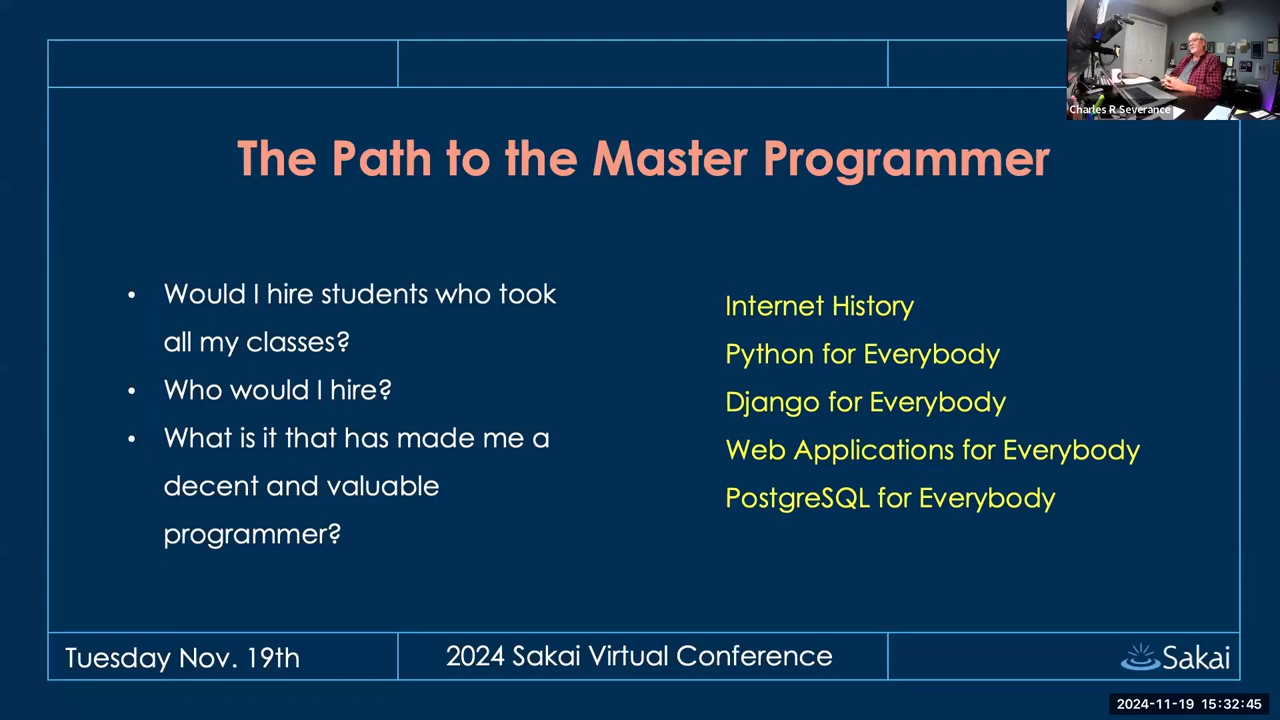 Charles R Severance
The Path to the Master Programmer
• Would I hire students who took
all my classes?
• Who would I hire?
• What is it that has made me a
decent and valuable
programmer?
Internet History
Python for Everybody
Django for Everybody
Web Applications for Everybody
PostgreSQL for Everybody
Tuesday Nov. 19th
2024 Sakai Virtual Conference
Sakai
2024-11-19 15:32:45